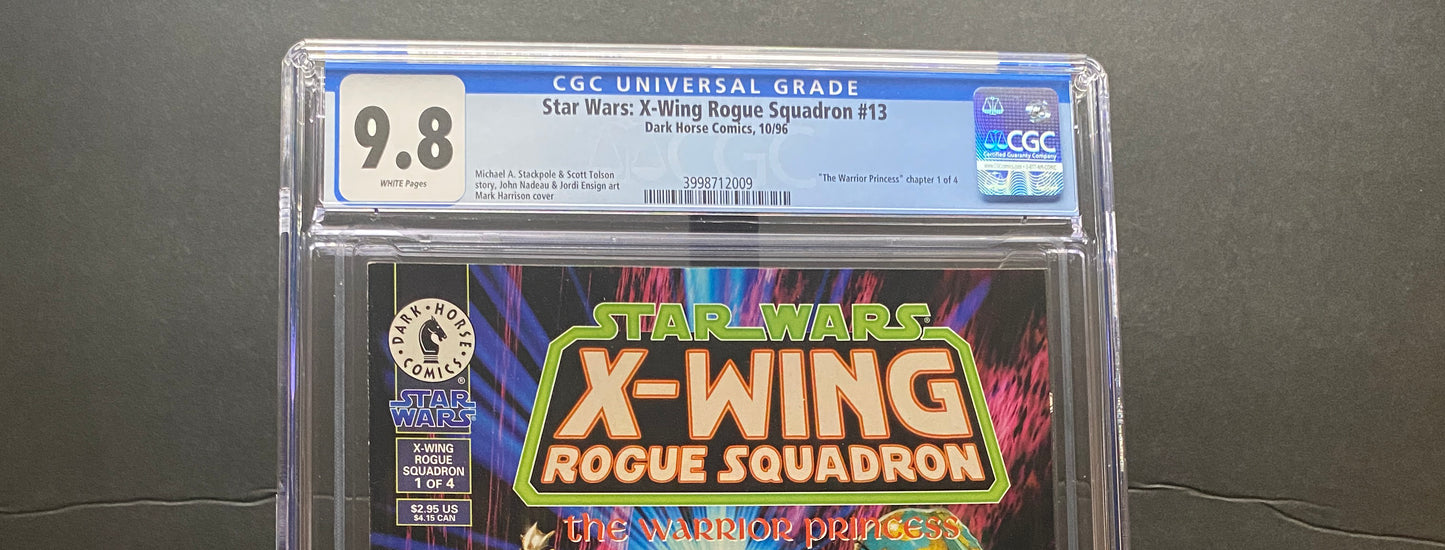 CGC UNIVERSAL GRADE
9.8
WHITE Pages
Star Wars: X-Wing Rogue Squadron #13
Dark Horse Comics, 10/96
Michael A. Stackpole & Scott Tolson
story, John Nadeau & Jordi Ensign art
Mark Harrison cover
3998712009
"The Warrior Princess" chapter 1 of 4
CGC
Certified Guaranty Company
DARK • HORSE
COMICS
®
STAR
WARS
X-WING
ROGUE
SQUADRON
1 OF 4
$2.95 US
$4.15 CAN
STAR WARS®
X-WING
ROGUE SQUADRON
the WARRIOR PRINCESS